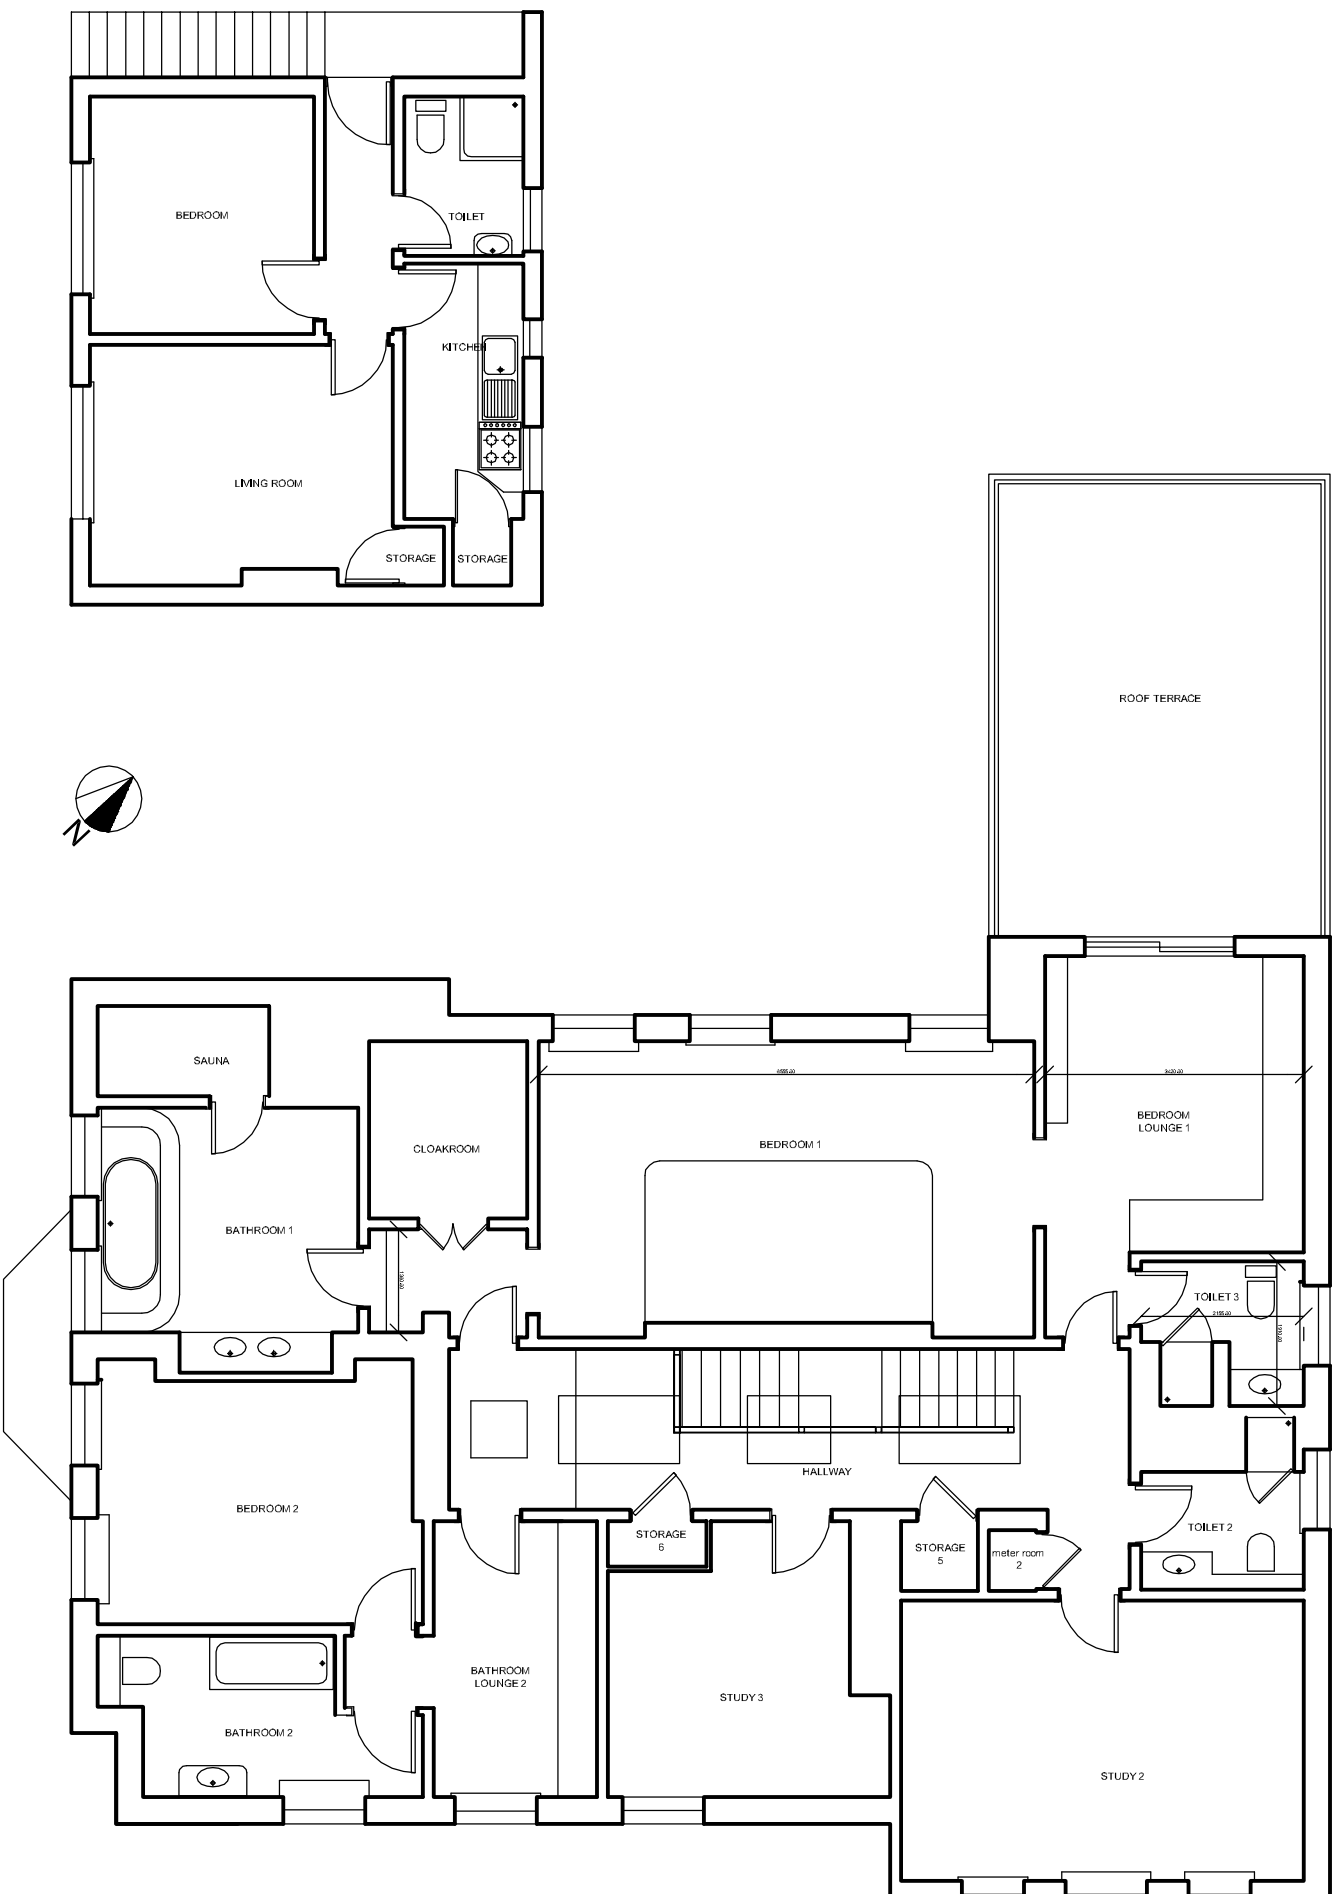 BEDROOM
TOILET
KITCHEN
LIVING ROOM
STORAGE
STORAGE
ROOF TERRACE
N
SAUNA
BEDROOM
LOUNGE 1
BEDROOM 1
CLOAKROOM
BATHROOM 1
TOILET 3
HALLWAY
BEDROOM 2
TOILET 2
STORAGE
6
STORAGE
5
meter room
2
BATHROOM
LOUNGE 2
STUDY 3
BATHROOM 2
STUDY 2